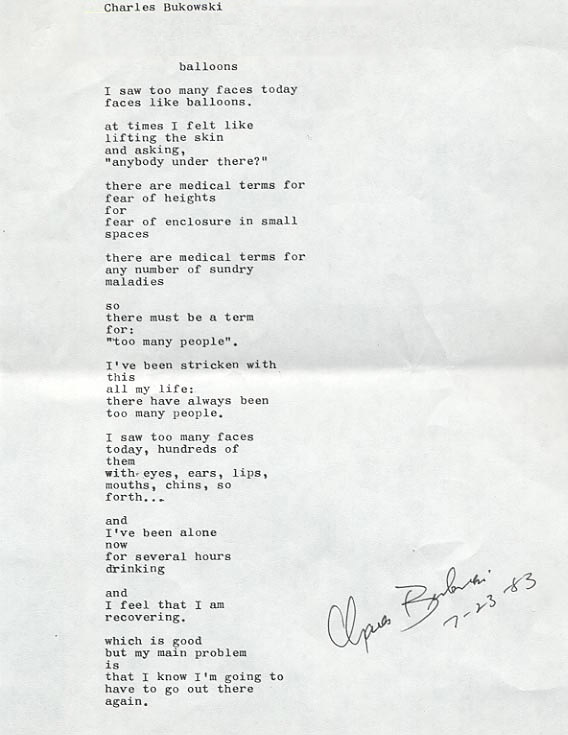 Charles Bukowski
balloons
I saw too many faces today
faces like balloons.
at times I felt like
lifting the skin
and asking,
"anybody under there?"
there are medical terms for
fear of heights
for
fear of enclosure in small
spaces
there are medical terms for
any number of sundry
maladies
so
there must be a term
for:
"too many people".
I've been stricken with
this
all my life:
there have always been
too many people.
I saw too many faces
today, hundreds of
them
with eyes, ears, lips,
mouths, chins, so
forth...
and
I've been alone
now
for several hours
drinking
and
I feel that I am
recovering.
which is good
but my main problem
is
that I know I'm going to
have to go out there
again.
Charles Bukowski
7-23-83